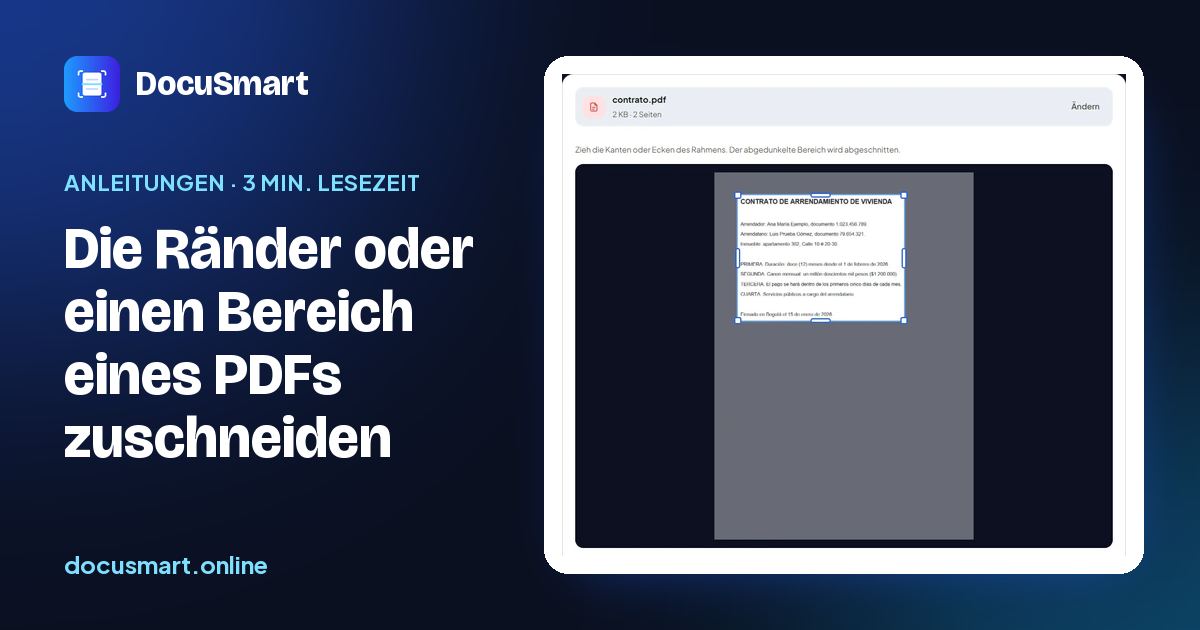 DocuSmart
ANLEITUNGEN · 3 MIN. LESEZEIT
Die Ränder oder
einen Bereich
eines PDFs
zuschneiden
docusmart.online
contrato.pdf
2 KB · 2 Seiten
Ändern
Zieh die Kanten oder Ecken des Rahmens. Der abgedunkelte Bereich wird abgeschnitten.
CONTRATO DE ARRENDAMIENTO DE VIVIENDA
Arrendador: Ana María Ejemplo, documento 1.023.456.789.
Arrendatario: Luis Prueba Gómez, documento 79.654.321.
Inmueble: apartamento 302, Calle 10 # 20-30.
PRIMERA. Duración: doce (12) meses desde el 1 de febrero de 2026.
SEGUNDA. Canon mensual: un millón doscientos mil pesos ($1.200.000).
TERCERA. El pago se hará dentro de los primeros cinco días de cada mes.
CUARTA. Servicios públicos a cargo del arrendatario.
Firmado en Bogotá el 15 de enero de 2026.